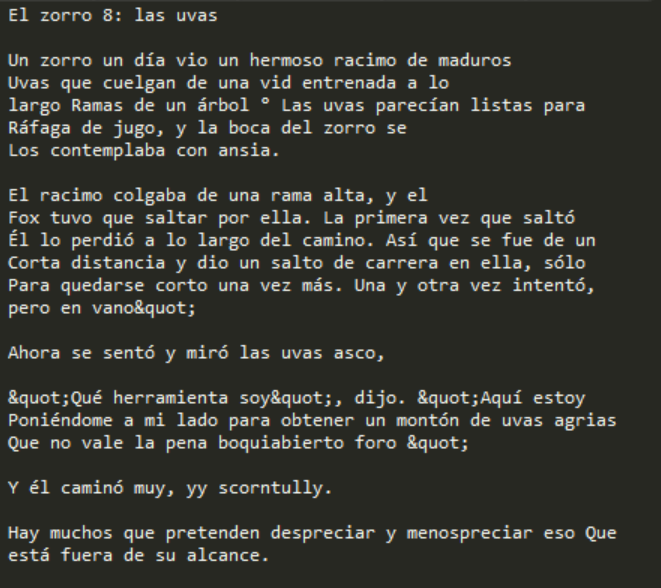 El zorro 8: las uvas
Un zorro un día vio un hermoso racimo de maduros
Uvas que cuelgan de una vid entrenada a lo
largo Ramas de un árbol ° Las uvas parecían listas para
Ráfaga de jugo, y la boca del zorro se
Los contemplaba con ansia.
El racimo colgaba de una rama alta, y el
Fox tuvo que saltar por ella. La primera vez que saltó
Él lo perdió a lo largo del camino. Así que se fue de un
Corta distancia y dio un salto de carrera en ella, sólo
Para quedarse corto una vez más. Una y otra vez intentó,
pero en vano&quot;
Ahora se sentó y miró las uvas asco,
&quot;Qué herramienta soy&quot;, dijo. &quot;Aquí estoy
Poniéndome a mi lado para obtener un montón de uvas agrias
Que no vale la pena boquiabierto foro &quot;
Y él caminó muy, yy scorntully.
Hay muchos que pretenden despreciar y menospreciar eso Que
está fuera de su alcance.